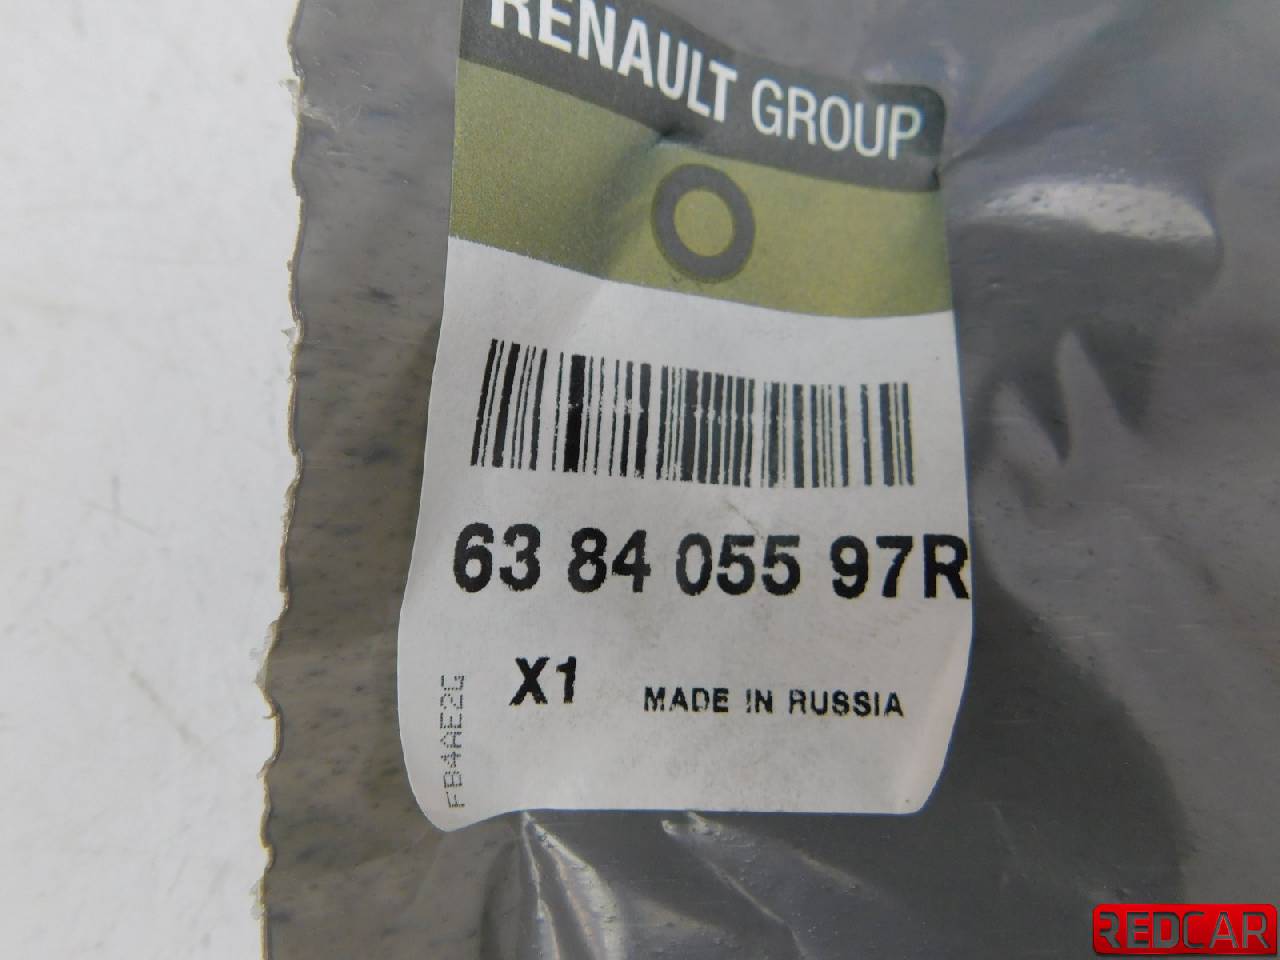 RENAULT GROUP
63 84 055 97R
X1
MADE IN RUSSIA
FB4AE2G
REDCAR